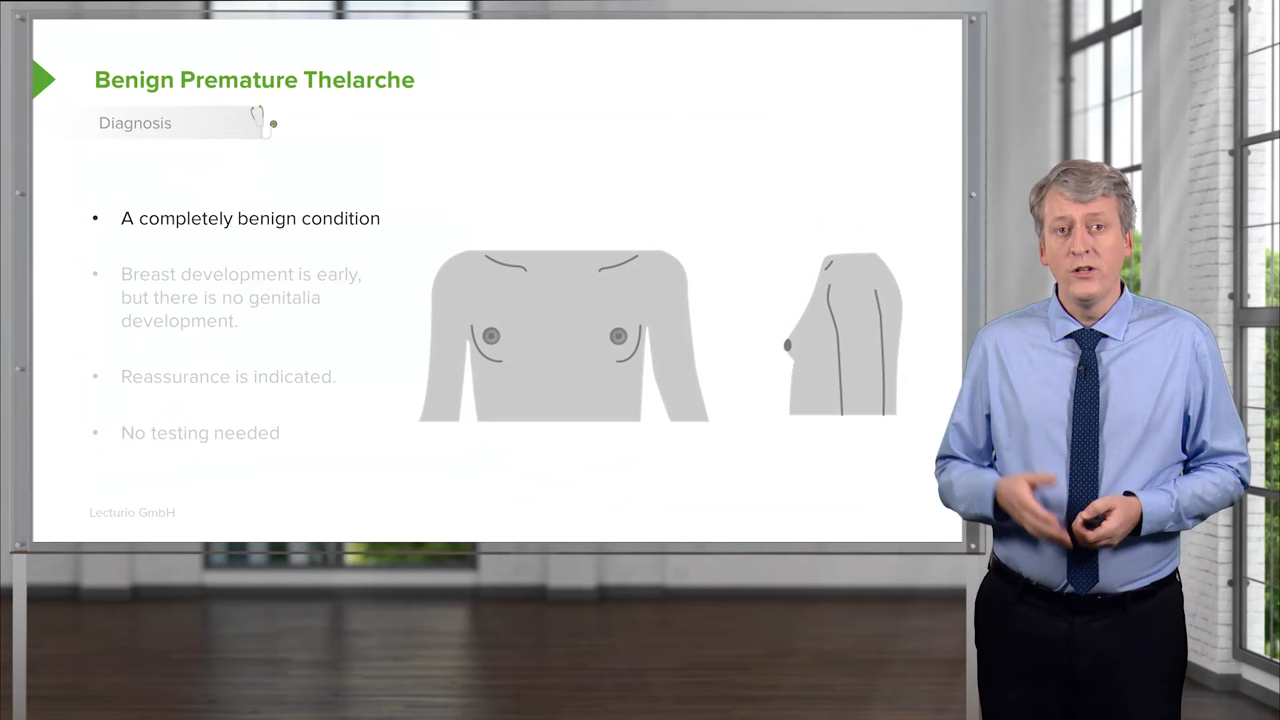 Benign Premature Thelarche
Diagnosis
• A completely benign condition
• Breast development is early,
but there is no genitalia
development.
• Reassurance is indicated.
• No testing needed
Lecturio GmbH